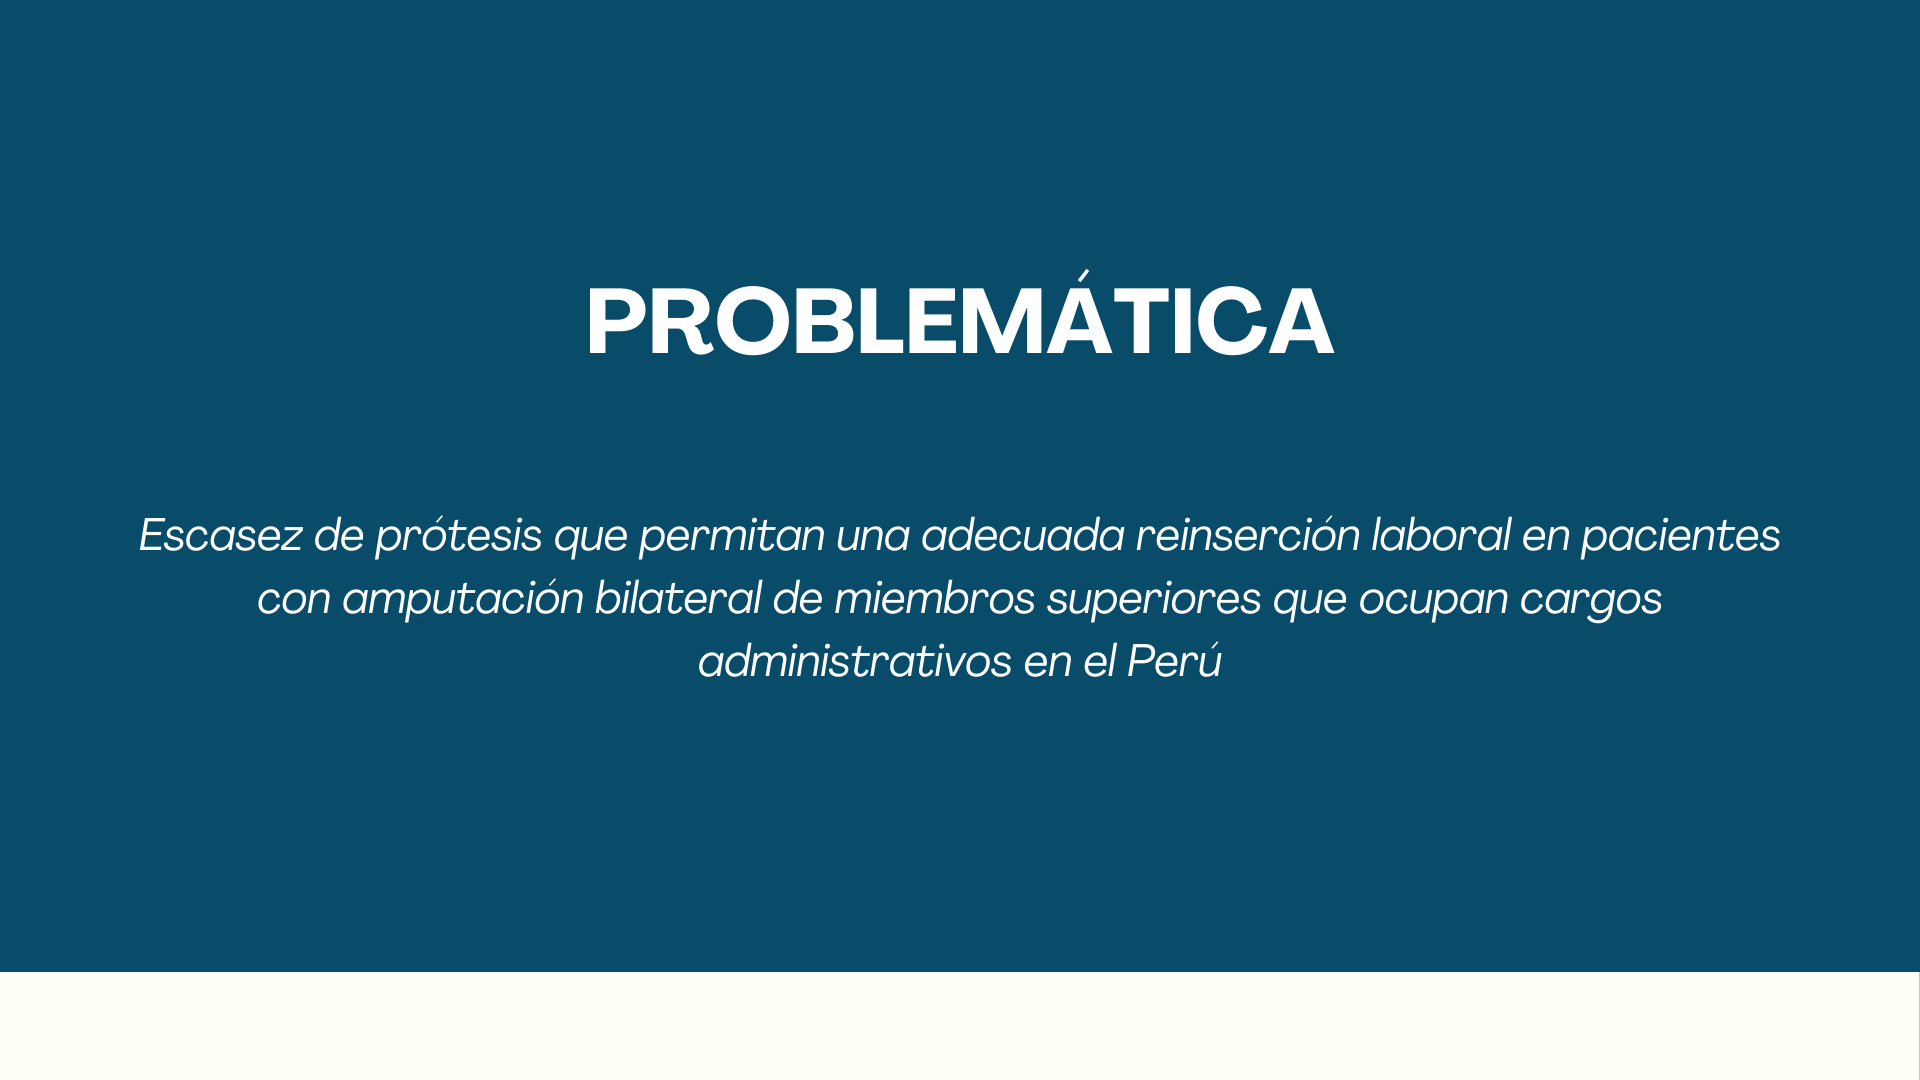 PROBLEMÁTICA
Escasez de prótesis que permitan una adecuada reinserción laboral en pacientes
con amputación bilateral de miembros superiores que ocupan cargos
administrativos en el Perú